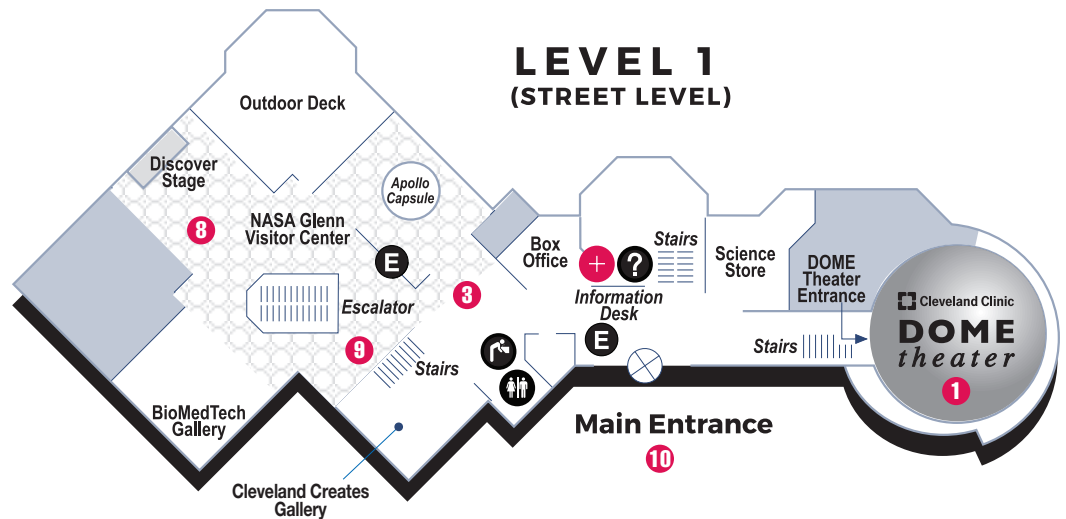 LEVEL 1
(STREET LEVEL)
Outdoor Deck
Discover
Stage
Apollo
Capsule
8
NASA Glenn
Visitor Center
E
Box
Office
+
?
Stairs
Science
Store
DOME
Theater
Entrance
3
Information
Desk
Escalator
Cleveland Clinic
DOME
theater
1
E
9
Stairs
Stairs
BioMedTech
Gallery
Main Entrance
10
Cleveland Creates
Gallery